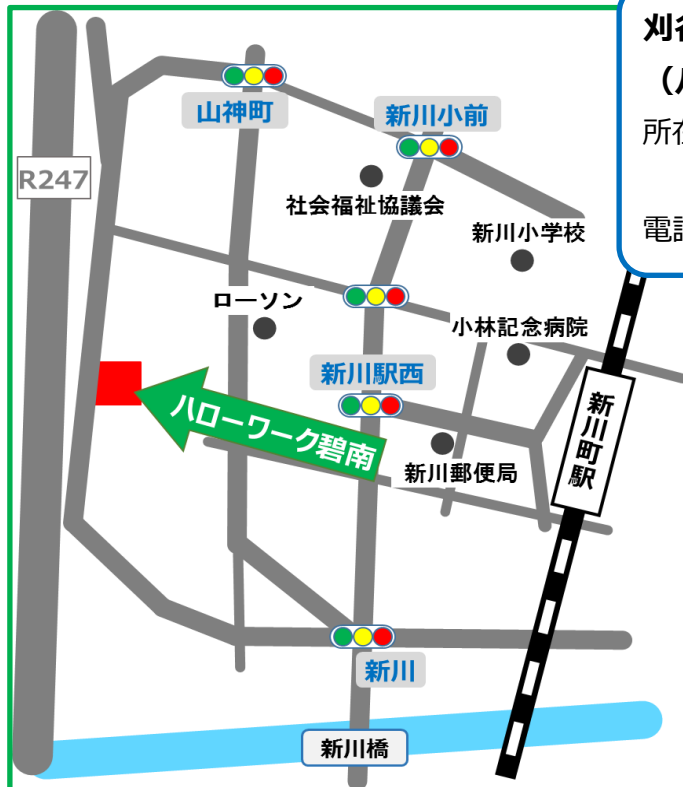 刈谷
所在
電話
山神町
新川小前
R247
社会福祉協議会
新川小学校
ローソン
小林記念病院
新川駅西
ハローワーク碧南
新川町駅
新川郵便局
新川
新川橋